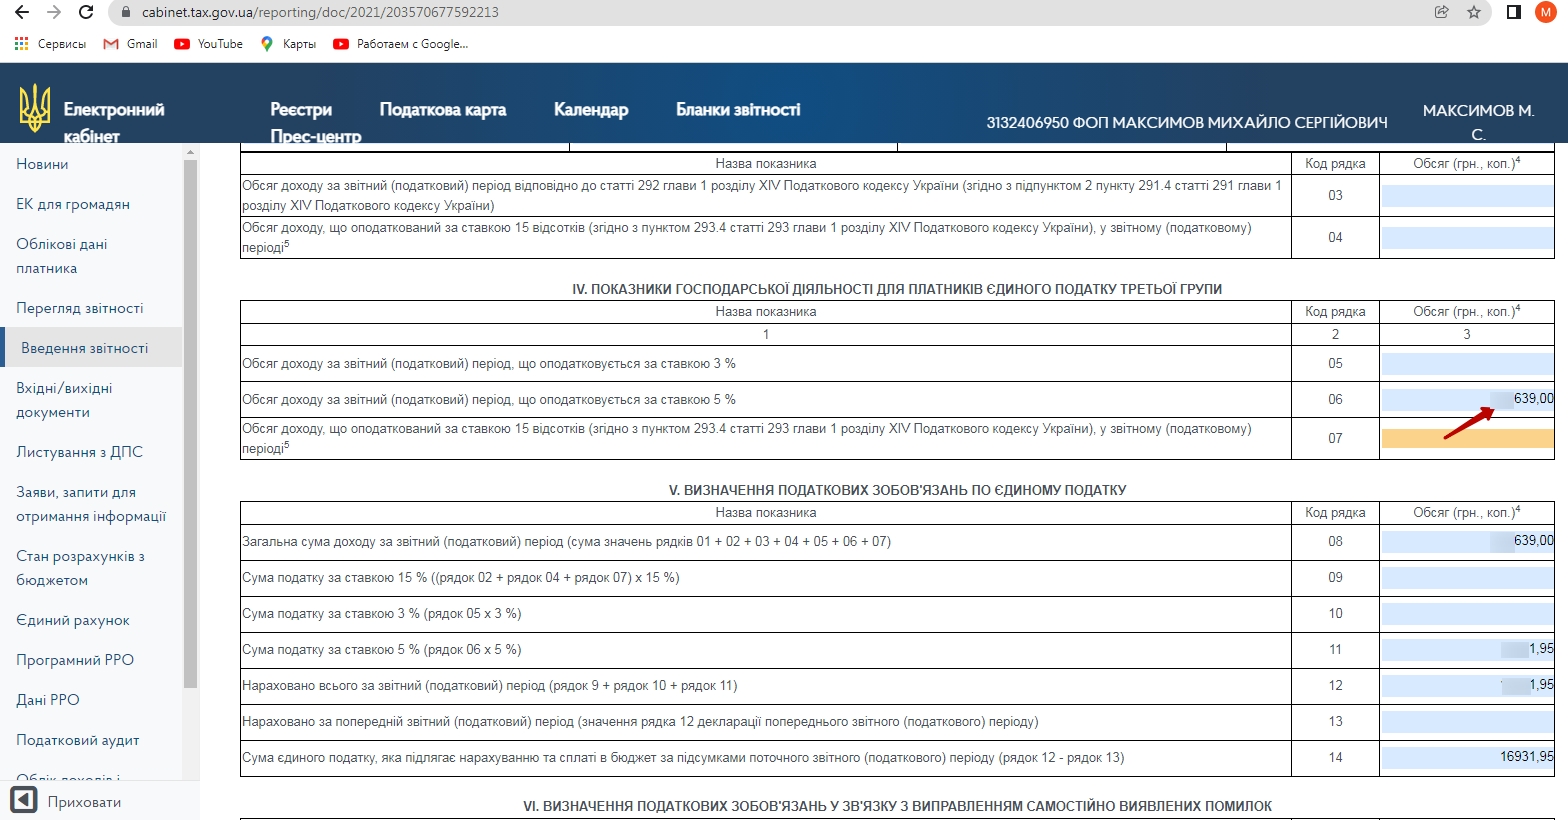 cabinet.tax.gov.ua/reporting/doc/2021/203570677592213
M
Сервисы
Gmail
YouTube
Карты
Работаем с Google...
Електронний
кабінет
Реєстри
Податкова карта
Календар
Бланки звітності
Прес-центр
3132406950 ФОП МАКСИМОВ МИХАЙЛО СЕРГІЙОВИЧ
МАКСИМОВ М.
С.
Новини
ЕК для громадян
Облікові дані
платника
Перегляд звітності
Введення звітності
Вхідні/вихідні
документи
Листування з ДПС
Заяви, запити для
отримання інформації
Стан розрахунків з
бюджетом
Єдиний рахунок
Програмний РРО
Дані РРО
Податковий аудит
Облік доходів і
Приховати
Назва показника Код рядка Обсяг (грн., коп.)4
Обсяг доходу за звітний (податковий) період відповідно до статті 292 глави 1 розділу XIV Податкового кодексу України (згідно з підпунктом 2 пункту 291.4 статті 291 глави 1
розділу XIV Податкового кодексу України) 03
Обсяг доходу, що оподаткований за ставкою 15 відсотків (згідно з пунктом 293.4 статті 293 глави 1 розділу XIV Податкового кодексу України), у звітному (податковому)
періоді5 04
IV. ПОКАЗНИКИ ГОСПОДАРСЬКОЇ ДІЯЛЬНОСТІ ДЛЯ ПЛАТНИКІВ ЄДИНОГО ПОДАТКУ ТРЕТЬОЇ ГРУПИ
Назва показника Код рядка Обсяг (грн., коп.)4
1 2 3
Обсяг доходу за звітний (податковий) період, що оподатковується за ставкою 3 % 05
Обсяг доходу за звітний (податковий) період, що оподатковується за ставкою 5 % 06 639,00
Обсяг доходу, що оподаткований за ставкою 15 відсотків (згідно з пунктом 293.4 статті 293 глави 1 розділу XIV Податкового кодексу України), у звітному (податковому)
періоді5 07
V. ВИЗНАЧЕННЯ ПОДАТКОВИХ ЗОБОВ'ЯЗАНЬ ПО ЄДИНОМУ ПОДАТКУ
Назва показника Код рядка Обсяг (грн., коп.)4
Загальна сума доходу за звітний (податковий) період (сума значень рядків 01 + 02 + 03 + 04 + 05 + 06 + 07) 08 639,00
Сума податку за ставкою 15 % ((рядок 02 + рядок 04 + рядок 07) x 15 %) 09
Сума податку за ставкою 3 % (рядок 05 x 3 %) 10
Сума податку за ставкою 5 % (рядок 06 x 5 %) 11 1,95
Нараховано всього за звітний (податковий) період (рядок 9 + рядок 10 + рядок 11) 12 1,95
Нараховано за попередній звітний (податковий) період (значення рядка 12 декларації попереднього звітного (податкового) періоду) 13
Сума єдиного податку, яка підлягає нарахуванню та сплаті в бюджет за підсумками поточного звітного (податкового) періоду (рядок 12 - рядок 13) 14 16931,95
VI. ВИЗНАЧЕННЯ ПОДАТКОВИХ ЗОБОВ'ЯЗАНЬ У ЗВ'ЯЗКУ З ВИПРАВЛЕННЯМ САМОСТІЙНО ВИЯВЛЕНИХ ПОМИЛОК